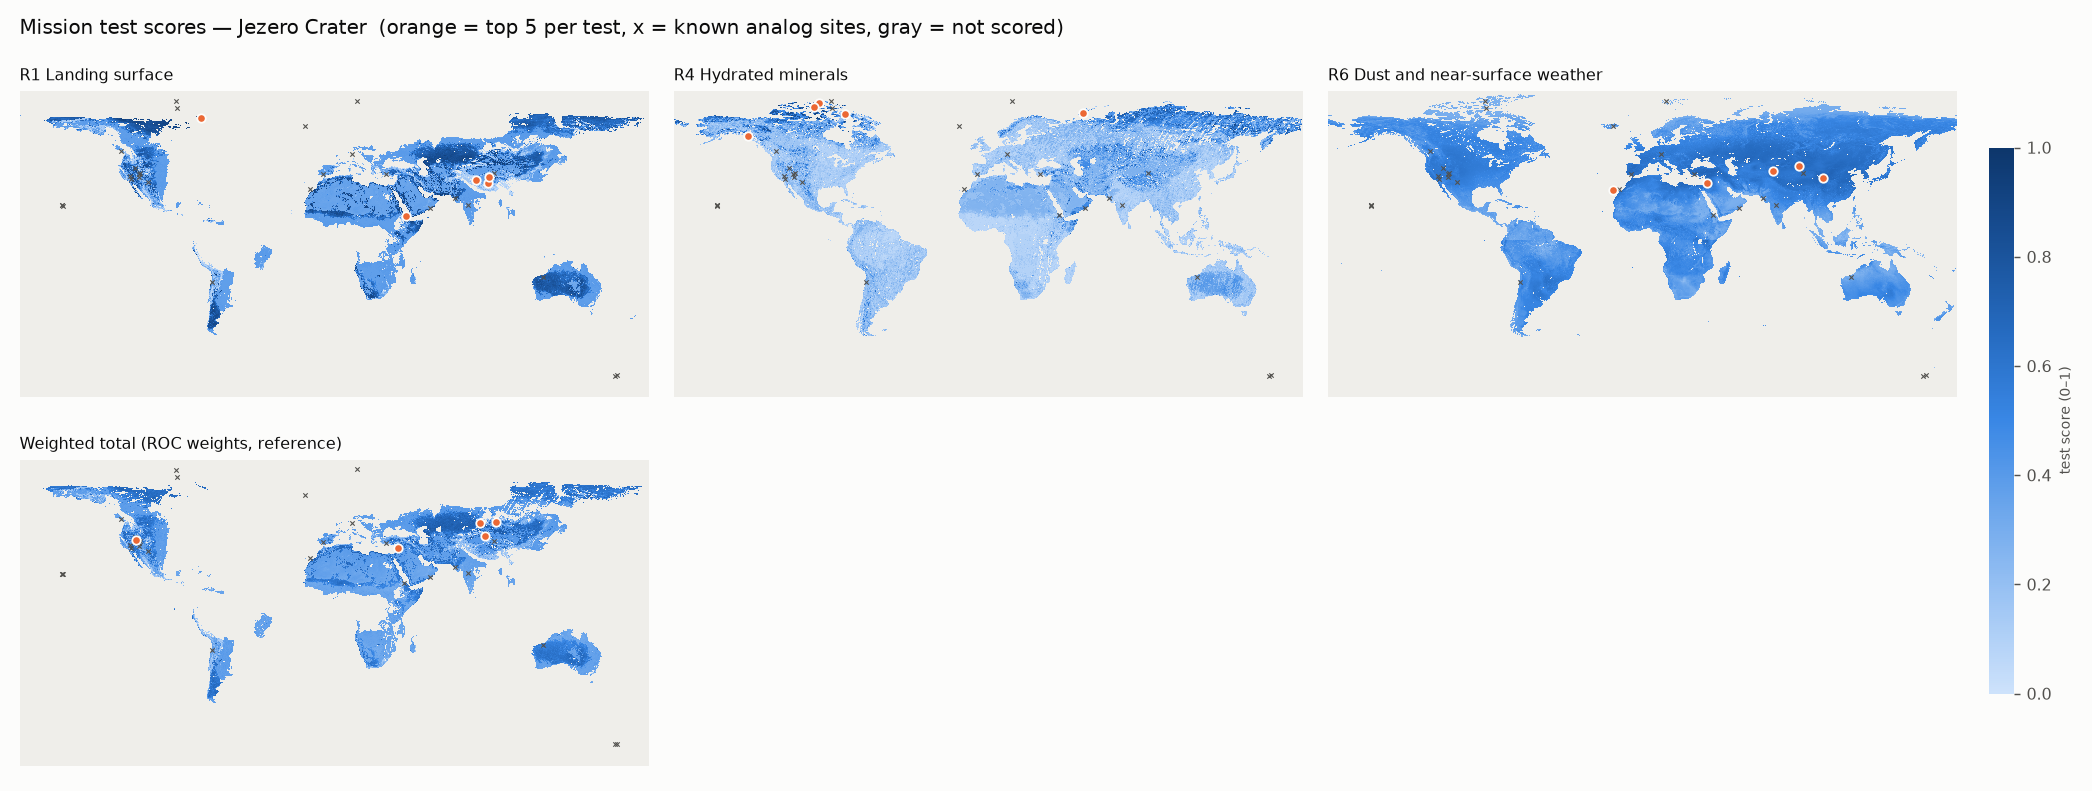 Mission test scores — Jezero Crater  (orange = top 5 per test, x = known analog sites, gray = not scored)
R1 Landing surface
R4 Hydrated minerals
R6 Dust and near-surface weather
Weighted total (ROC weights, reference)
1.0
0.8
0.6
0.4
0.2
0.0
test score (0–1)